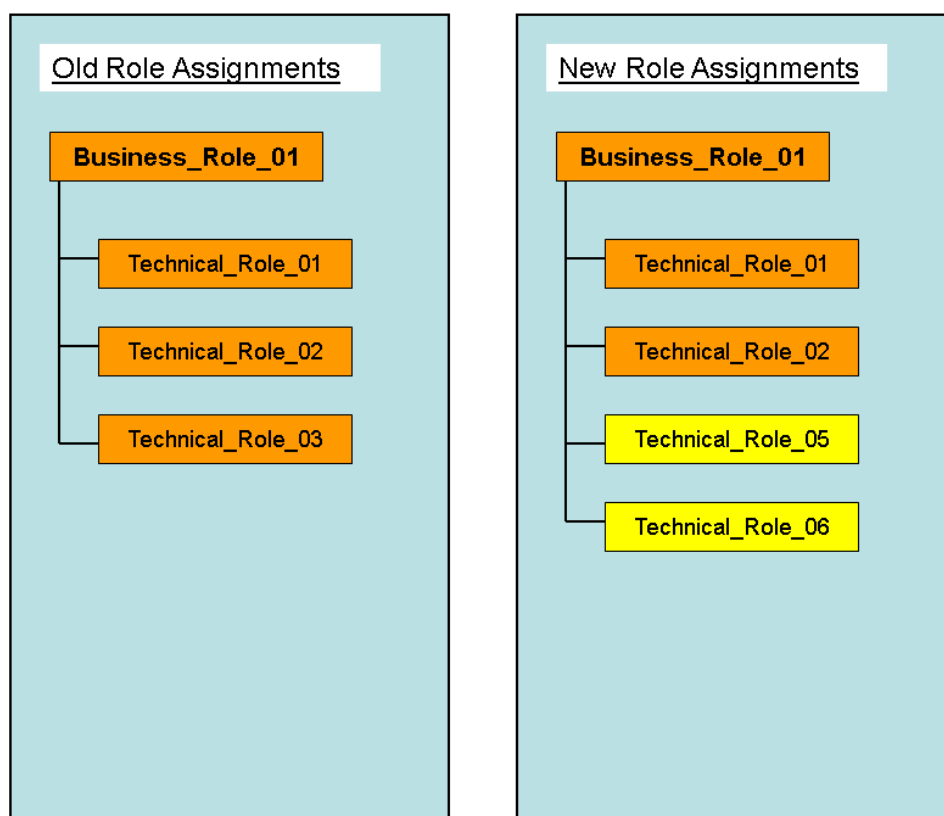 Old Role Assignments
Business_Role_01
Technical_Role_01
Technical_Role_02
Technical_Role_03
New Role Assignments
Business_Role_01
Technical_Role_01
Technical_Role_02
Technical_Role_05
Technical_Role_06